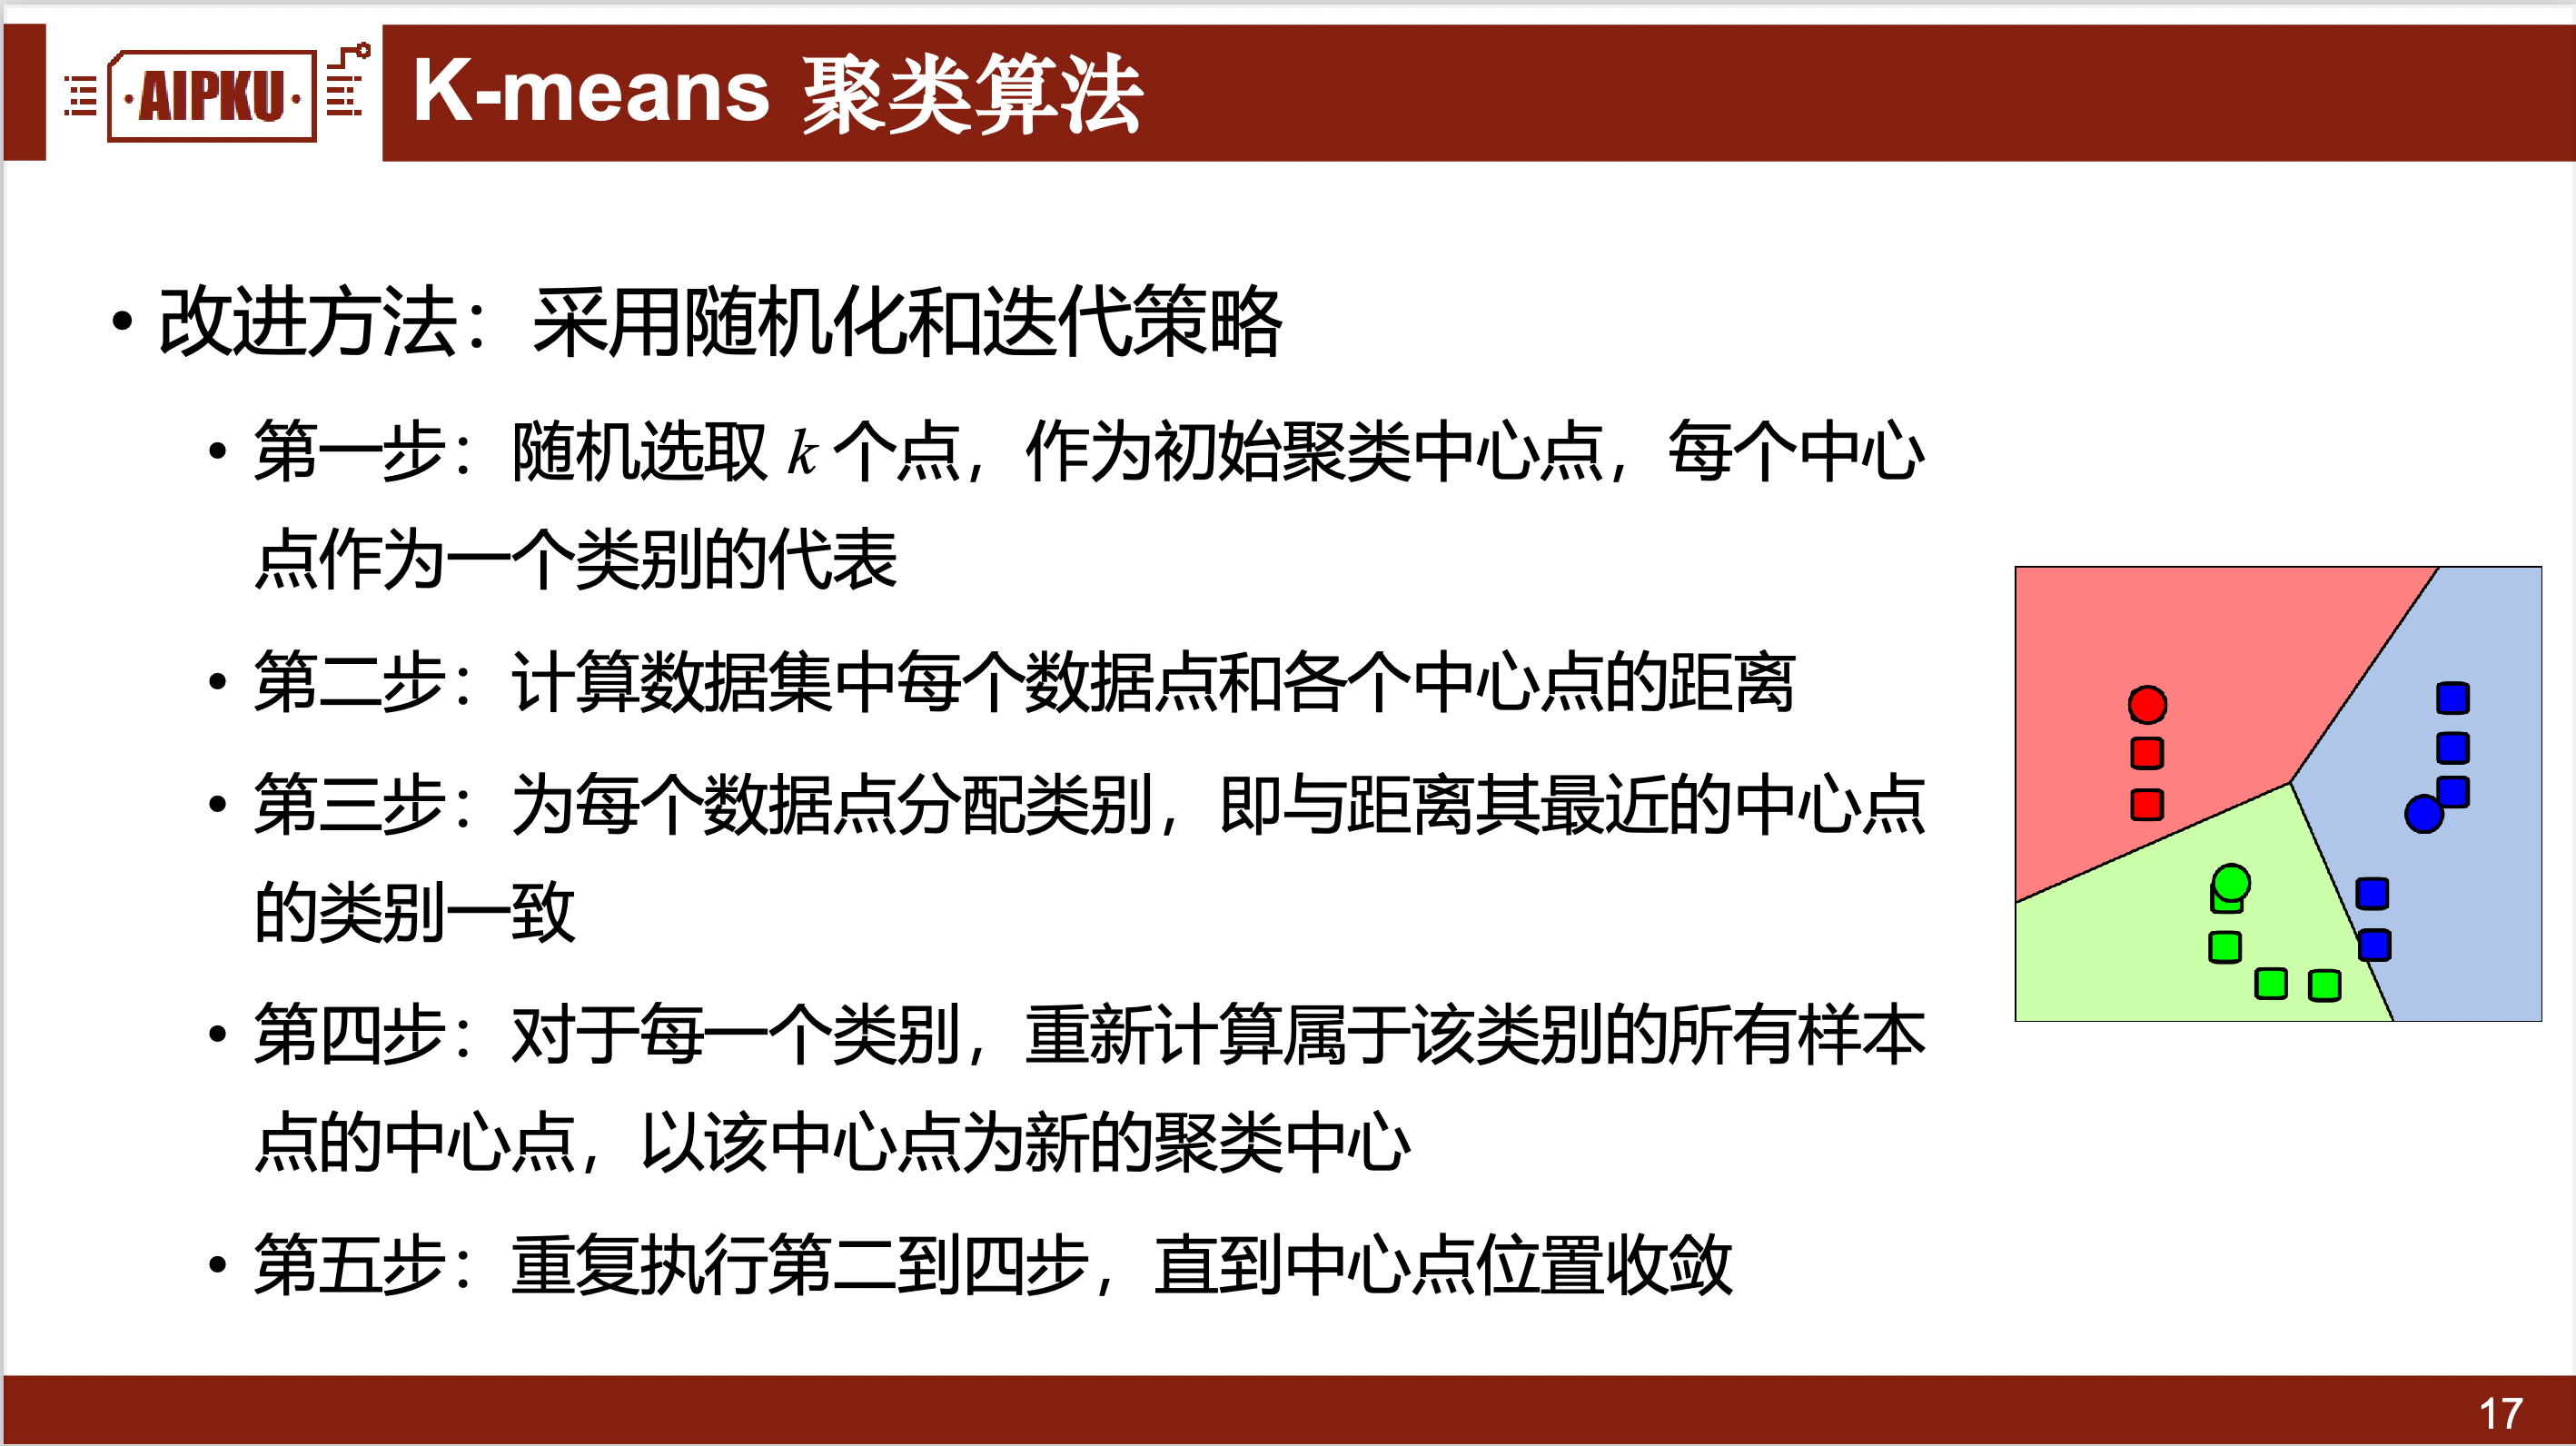 ·AIPKU·
K-means 聚类算法
• 改进方法：采用随机化和迭代策略
• 第一步：随机选取 k 个点，作为初始聚类中心点，每个中心
点作为一个类别的代表
• 第二步：计算数据集中每个数据点和各个中心点的距离
• 第三步：为每个数据点分配类别，即与距离其最近的中心点
的类别一致
• 第四步：对于每一个类别，重新计算属于该类别的所有样本
点的中心点，以该中心点为新的聚类中心
• 第五步：重复执行第二到四步，直到中心点位置收敛
17